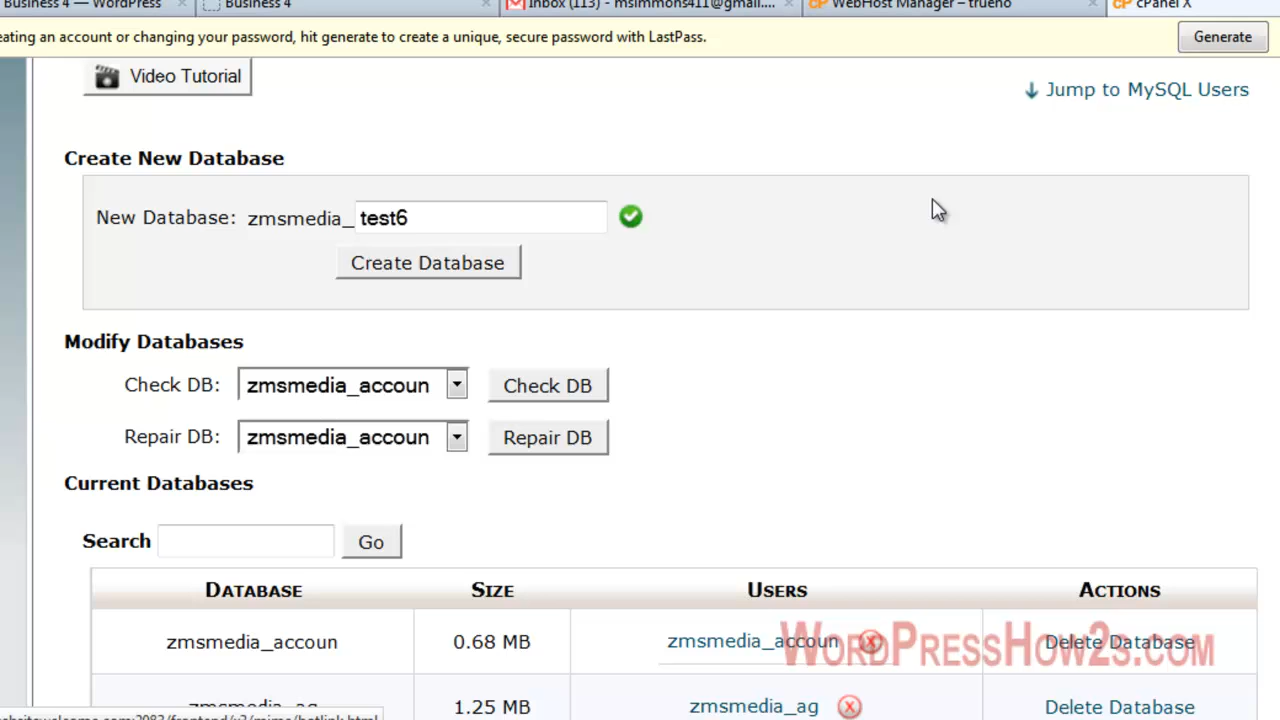 Business 4 — WordPress
Business 4
Inbox (113) - msimmons411@gmail....
WebHost Manager – trueno
cPanel X
eating an account or changing your password, hit generate to create a unique, secure password with LastPass.
Generate
Video Tutorial
Jump to MySQL Users
Create New Database
New Database: zmsmedia_ test6
Create Database
Modify Databases
Check DB: zmsmedia_accoun Check DB
Repair DB: zmsmedia_accoun Repair DB
Current Databases
Search Go
DATABASE SIZE USERS ACTIONS
zmsmedia_accoun 0.68 MB zmsmedia_accoun Delete Database
WordPressHow2s.com
zmsmedia_ag 1.25 MB zmsmedia_ag Delete Database